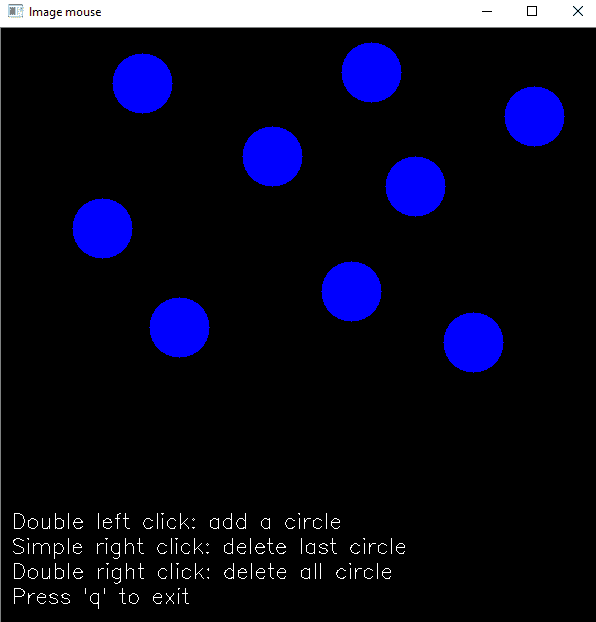 Image mouse
Double left click: add a circle
Simple right click: delete last circle
Double right click: delete all circle
Press 'q' to exit